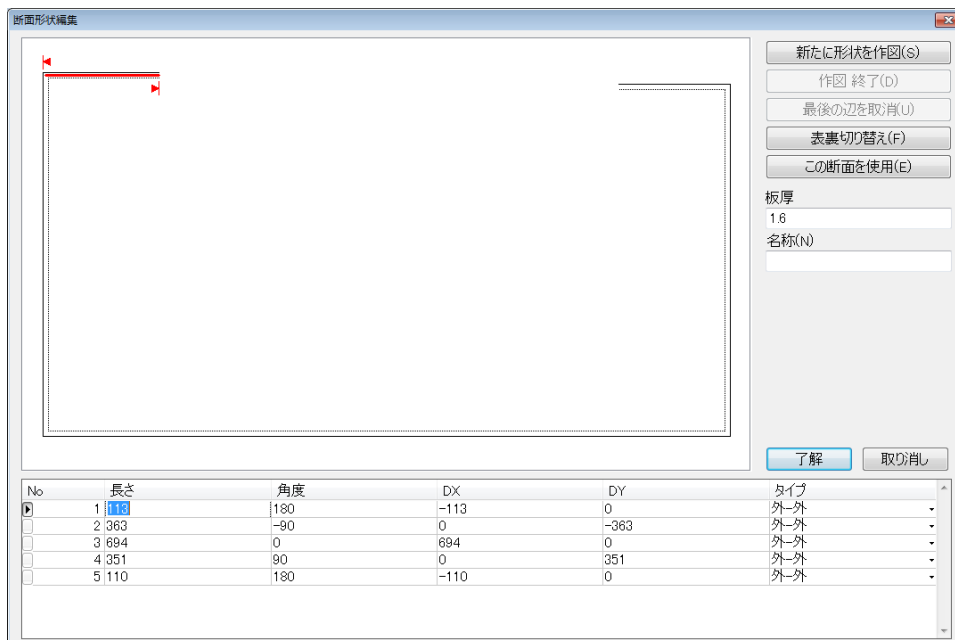 断面形状編集
新たに形状を作図(S)
作図 終了(D)
最後の辺を取消(U)
表裏切り替え(F)
この断面を使用(E)
板厚
1.6
名称(N)
了解 取り消し
No 長さ 角度 DX DY タイプ
1 113 180 -113 0 外-外
2 363 -90 0 -363 外-外
3 694 0 694 0 外-外
4 351 90 0 351 外-外
5 110 180 -110 0 外-外